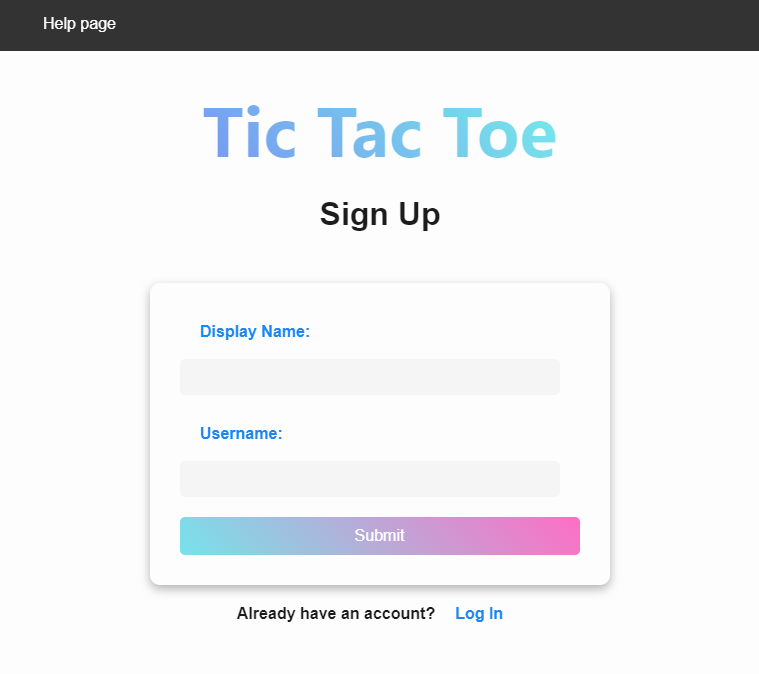 Help page
Tic Tac Toe
Sign Up
Display Name:
Username:
Submit
Already have an account? Log In